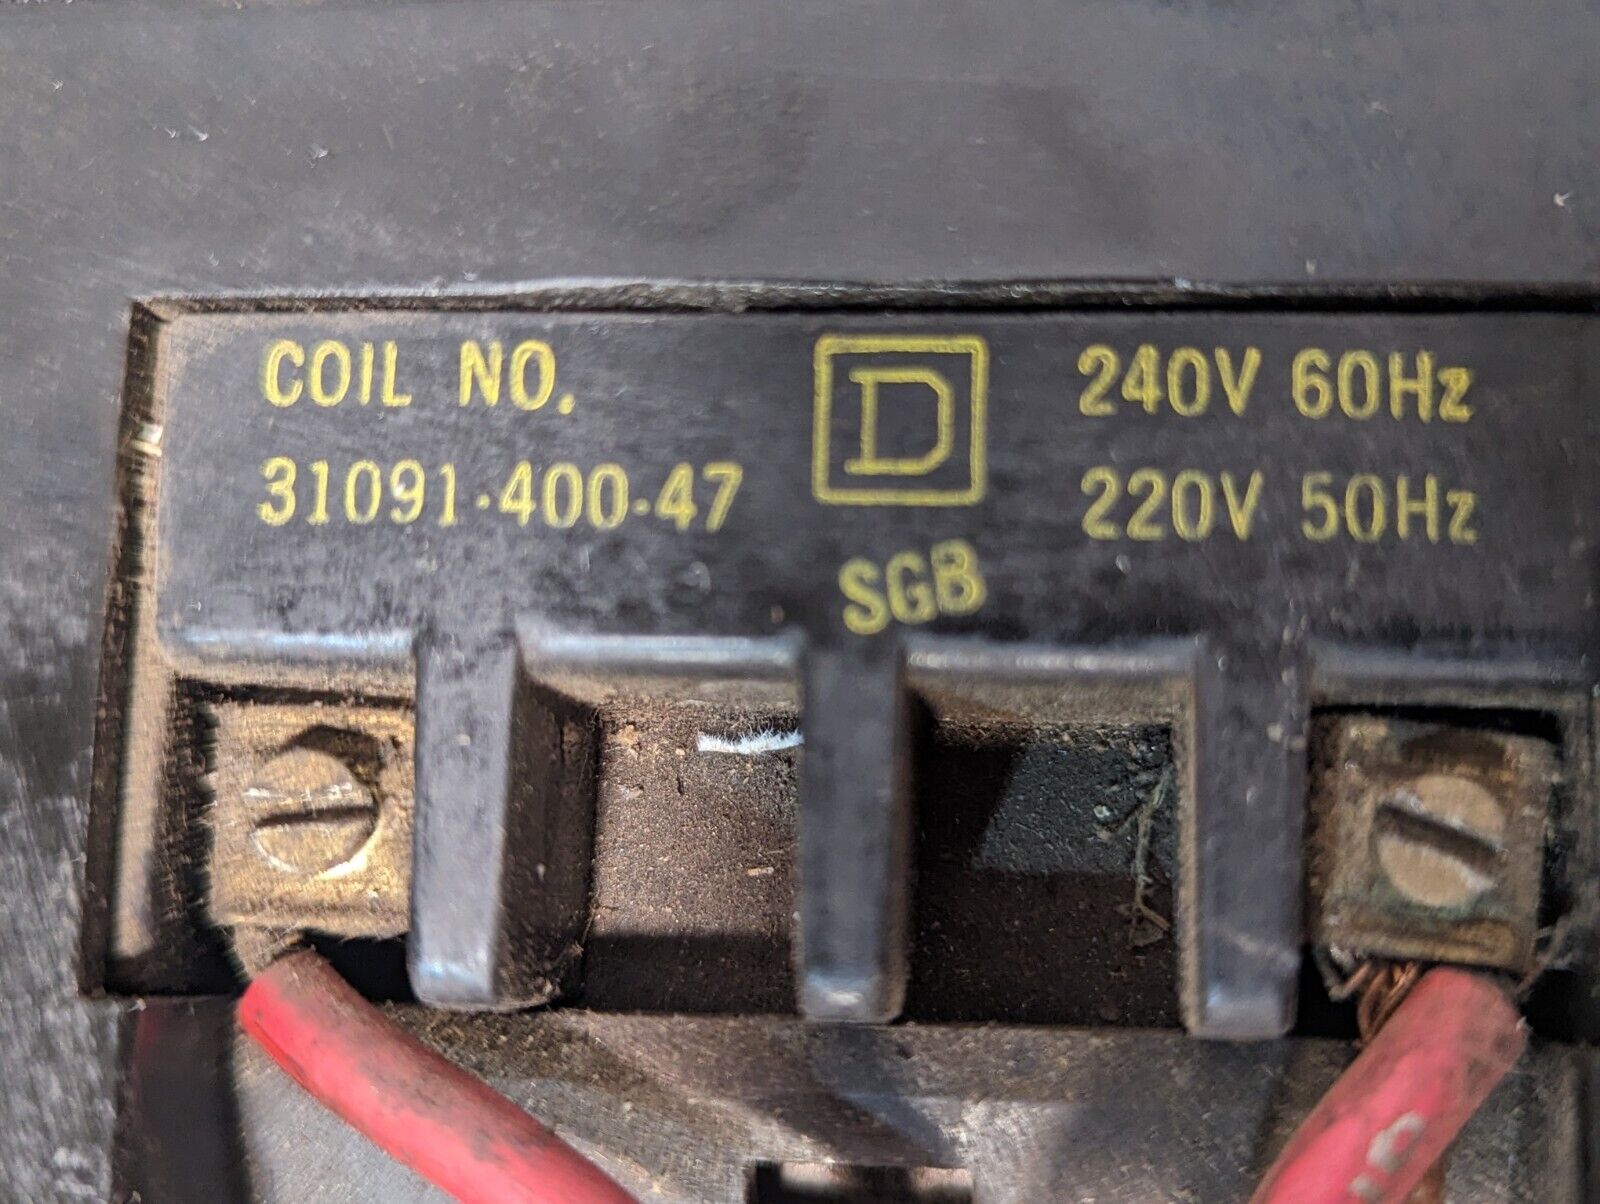 COIL NO.
31091-400-47
D
SGB
240V 60Hz
220V 50Hz